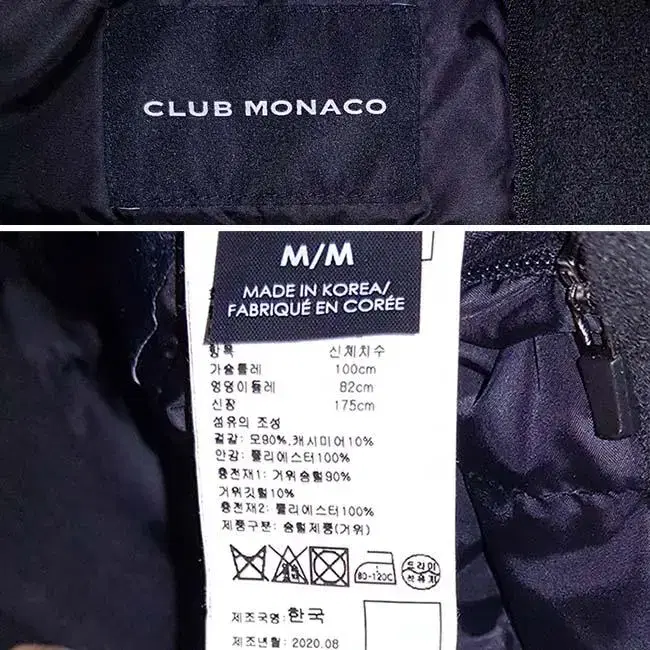 CLUB MONACO
M/M
MADE IN KOREA/
FABRIQUÉ EN CORÉE
항목 신체치수
가슴둘레 100cm
엉덩이둘레 82cm
신장 175cm
섬유의 조성
겉감: 모90%,캐시미어10%
안감: 폴리에스터100%
충전재1: 거위솜털90%
거위깃털10%
충전재2: 폴리에스터100%
제품구분: 솜털제품(거위)
80-120C
드라이
석유계
제조국명: 한국
제조년월: 2020.08